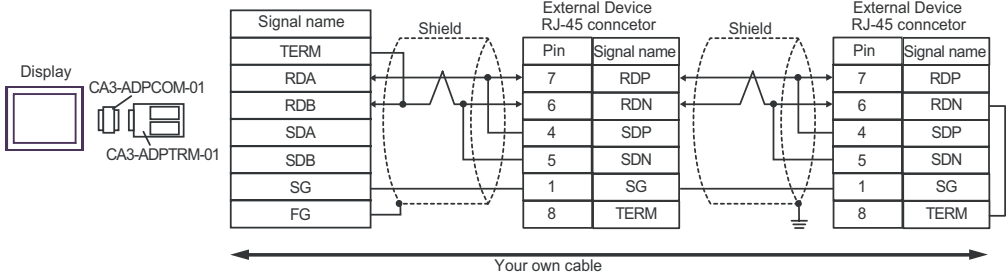 Display
CA3-ADPCOM-01
CA3-ADPTRM-01
Signal name
TERM
RDA
RDB
SDA
SDB
SG
FG
Shield
External Device
RJ-45 conncetor
Pin Signal name
7 RDP
6 RDN
4 SDP
5 SDN
1 SG
8 TERM
Shield
External Device
RJ-45 conncetor
Pin Signal name
7 RDP
6 RDN
4 SDP
5 SDN
1 SG
8 TERM
Your own cable